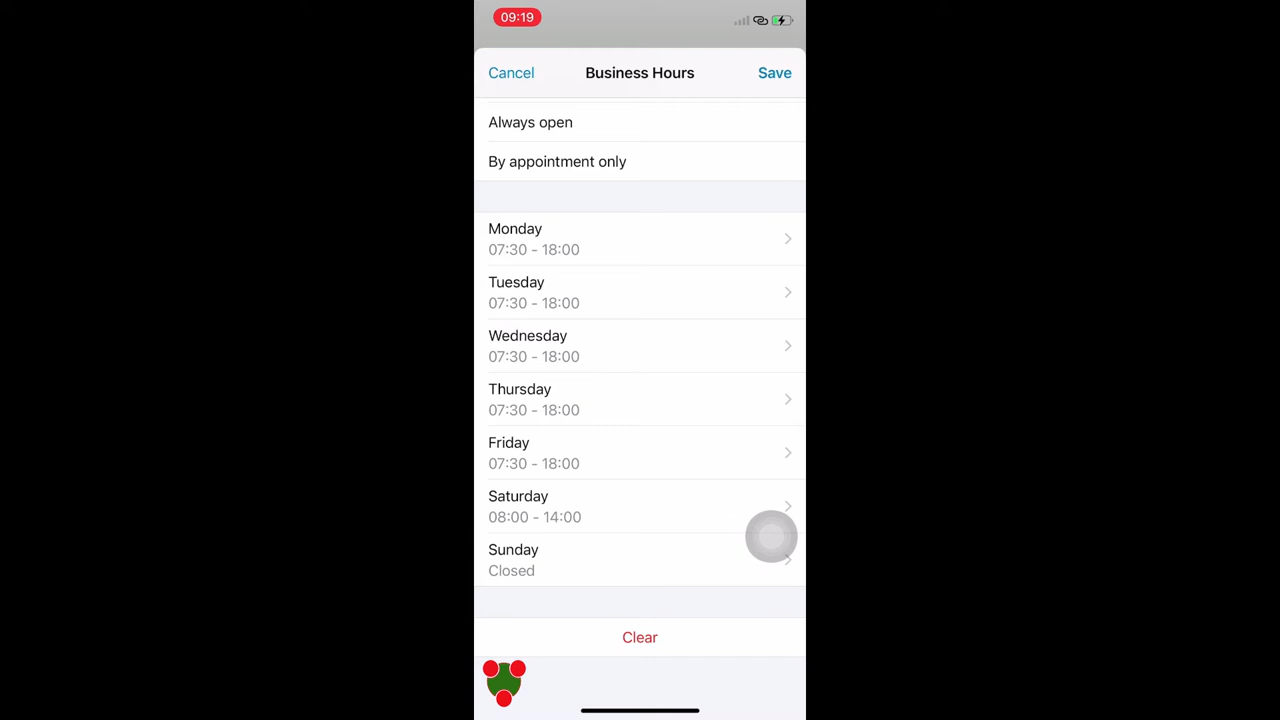 09:19
Cancel
Business Hours
Save
Always open
By appointment only
Monday
07:30 - 18:00
Tuesday
07:30 - 18:00
Wednesday
07:30 - 18:00
Thursday
07:30 - 18:00
Friday
07:30 - 18:00
Saturday
08:00 - 14:00
Sunday
Closed
Clear